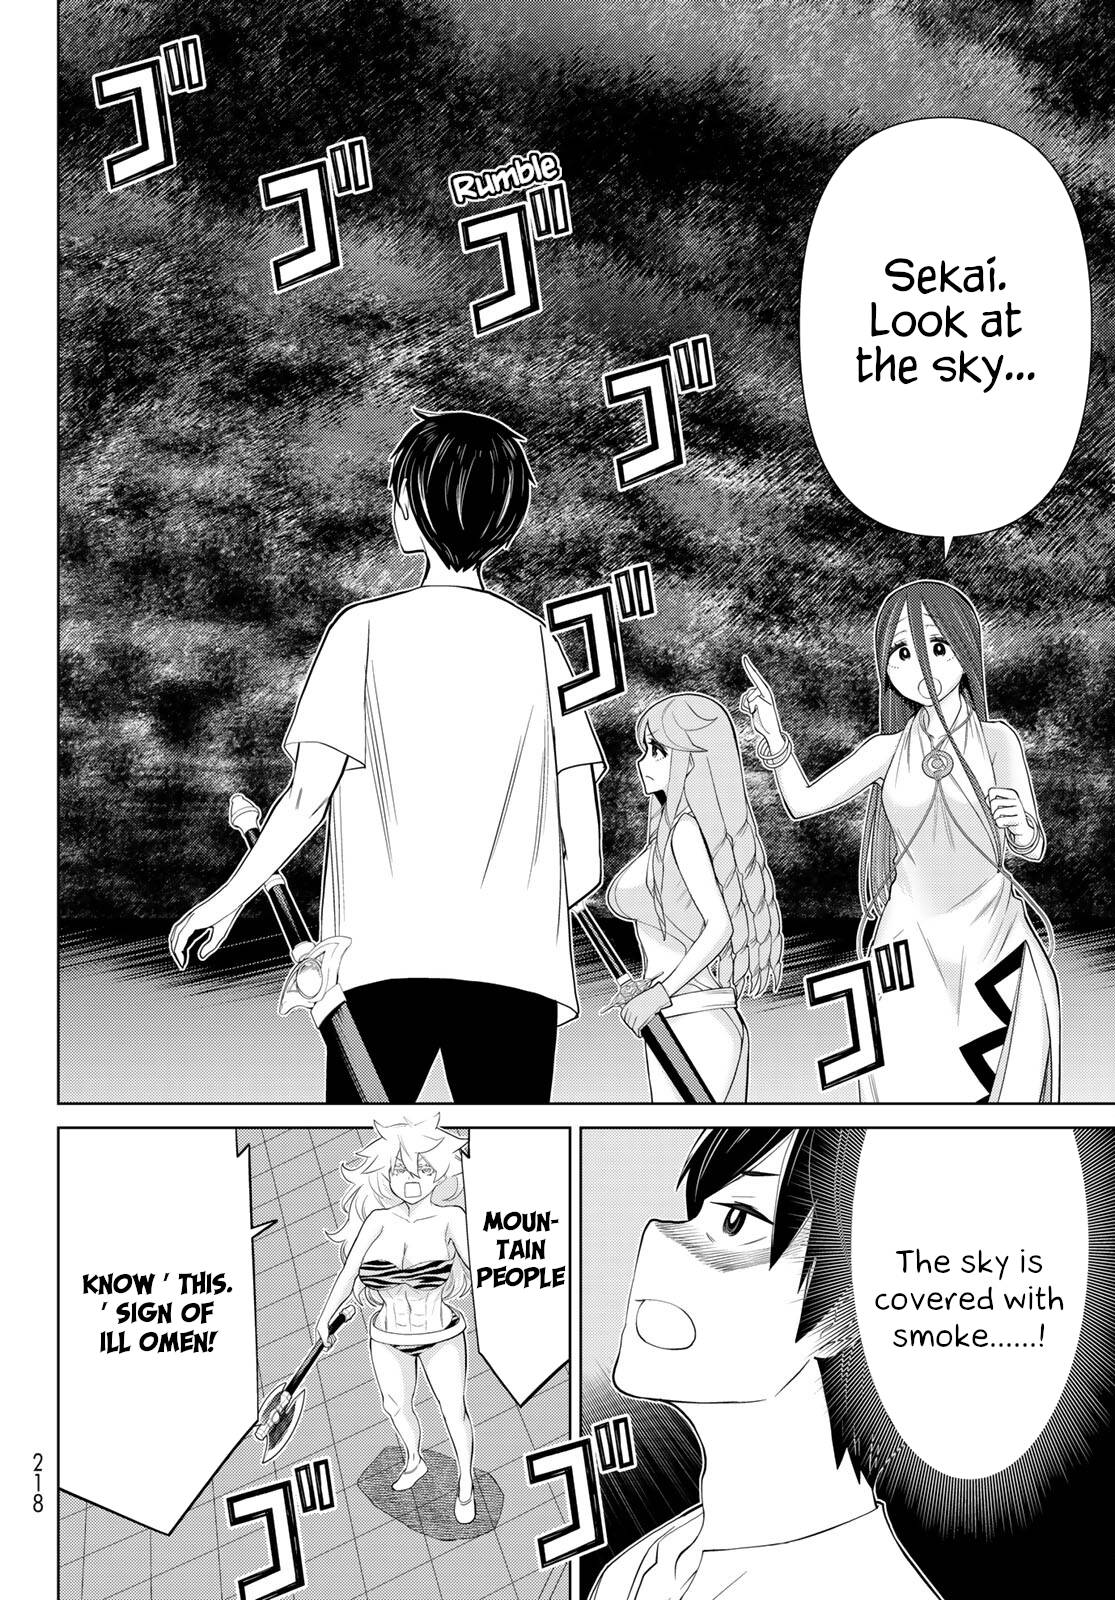 ゴ
ゴ
Rumble
ゴ
ゴ
ゴ
ゴ
Sekai.
Look at
the sky...
The sky is
covered with
smoke......!
MOUN-
TAIN
PEOPLE
KNOW ' THIS.
' SIGN OF
ILL OMEN!
ゴ
ゴ
218